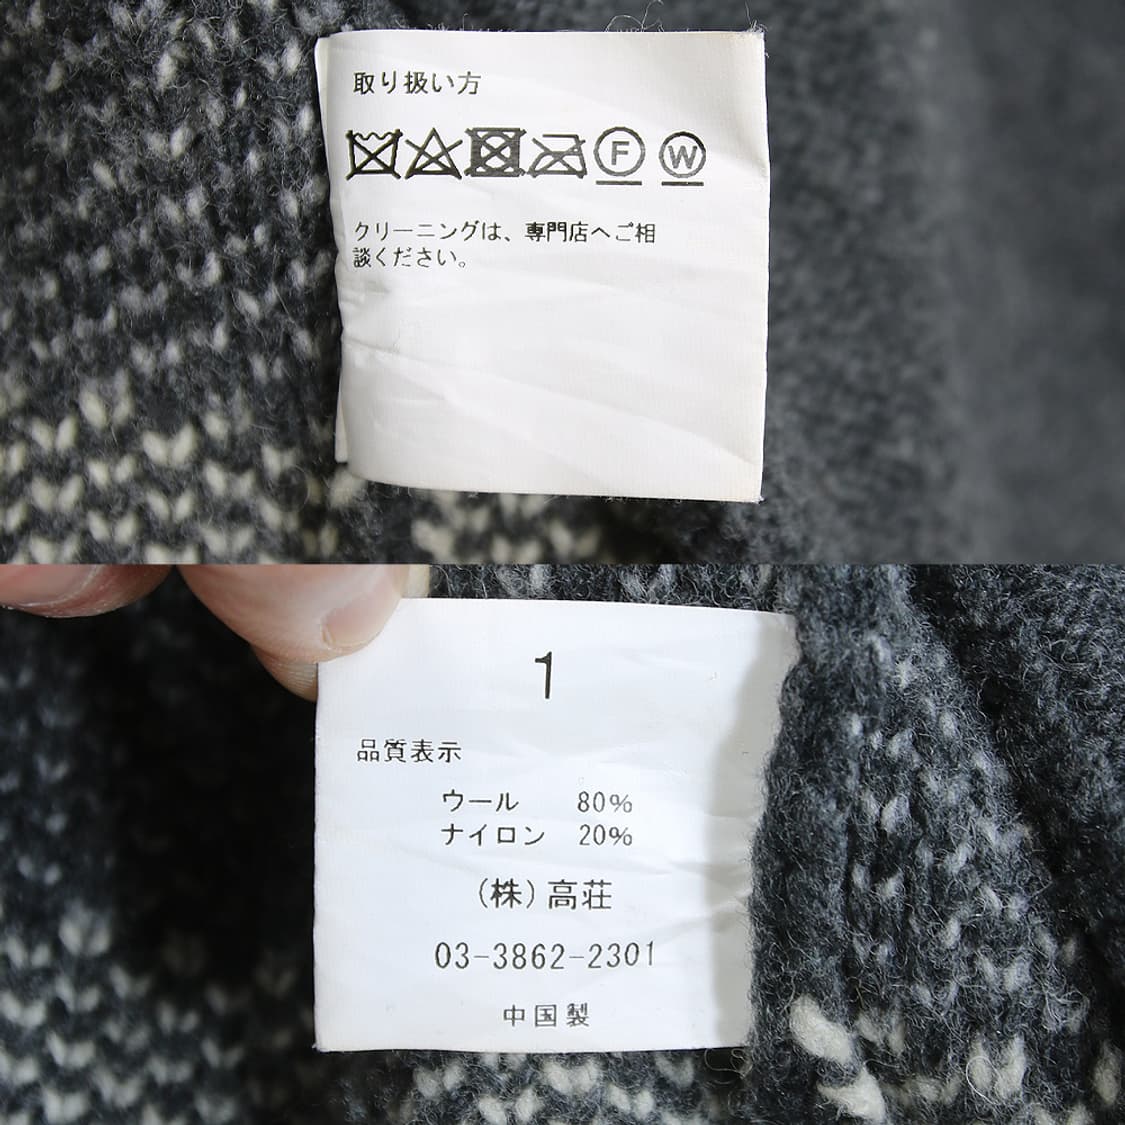 取り扱い方
F W
クリーニングは、専門店へご相
談ください。
1
品質表示
ウール 80%
ナイロン 20%
(株)高荘
03-3862-2301
中国製